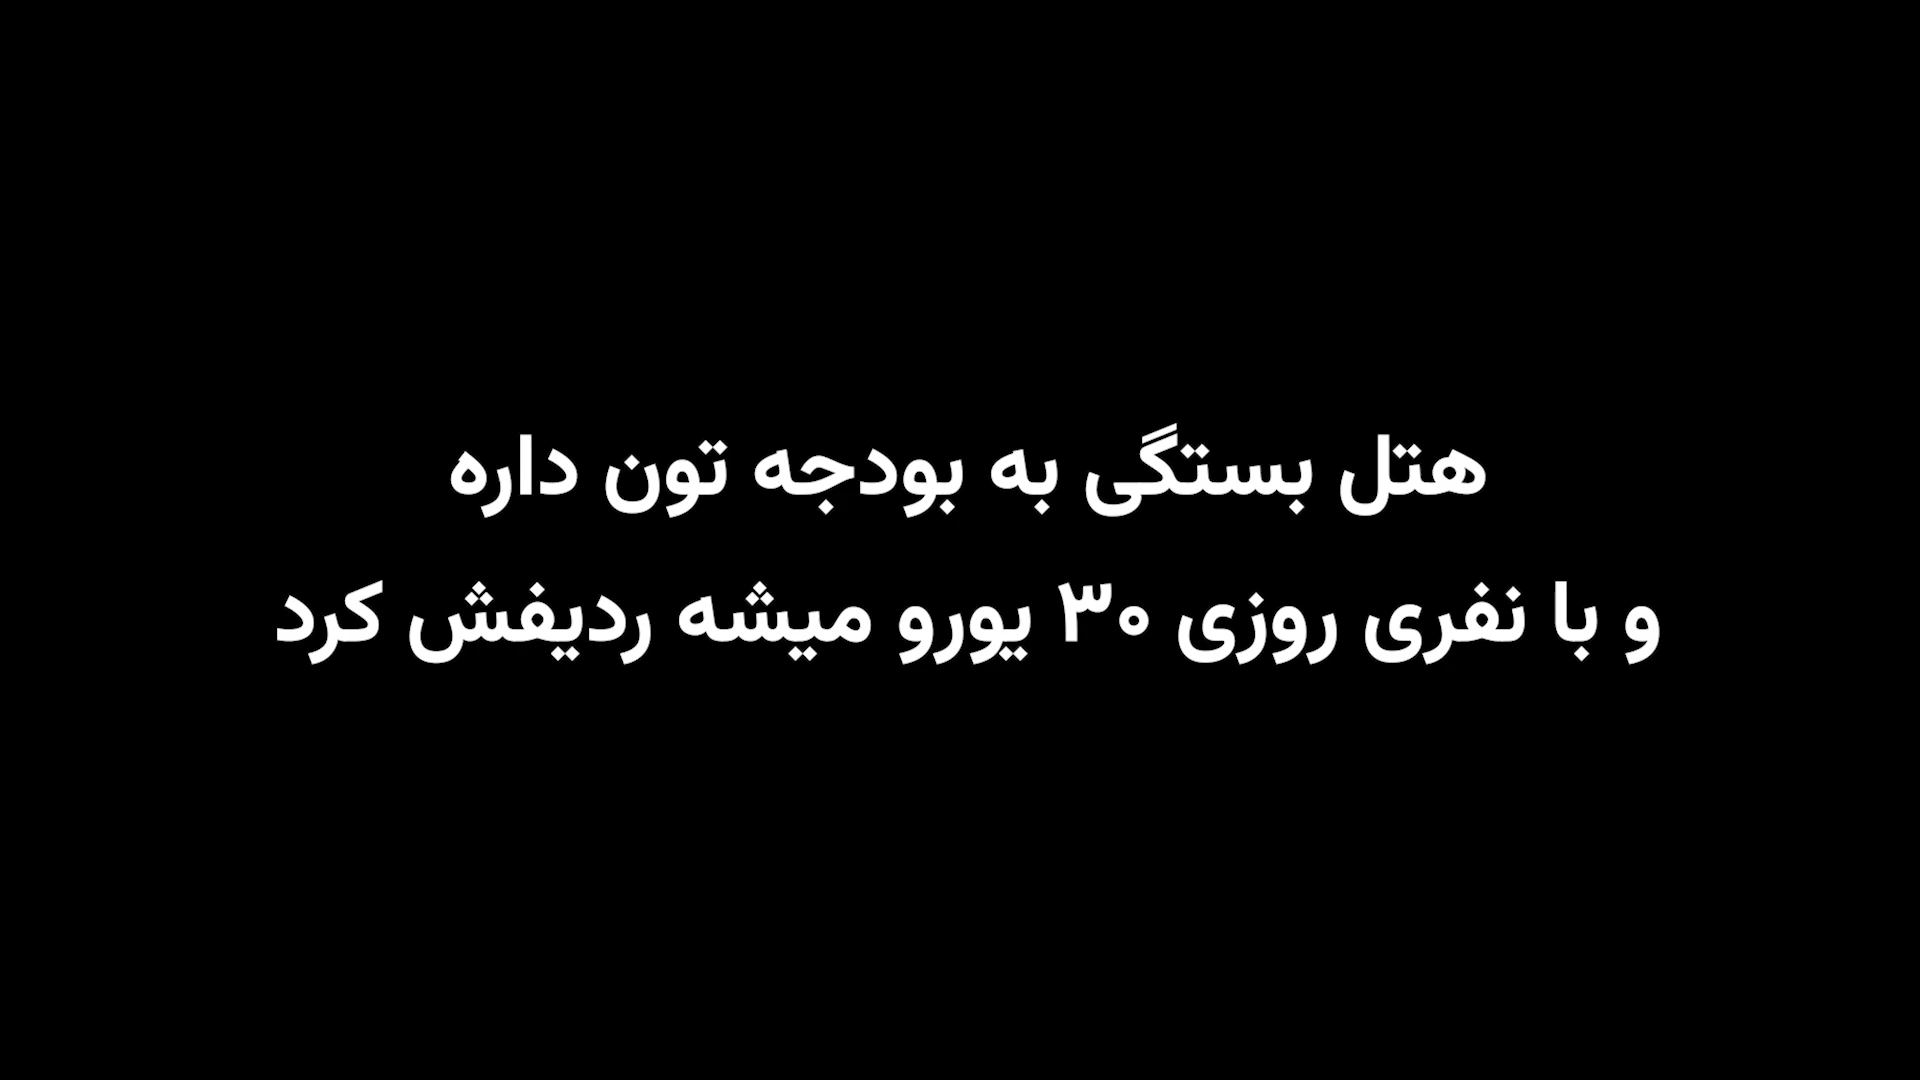 هتل بستگی به بودجه تون داره
و با نفری روزی ۳۰ یورو میشه ردیفش کرد